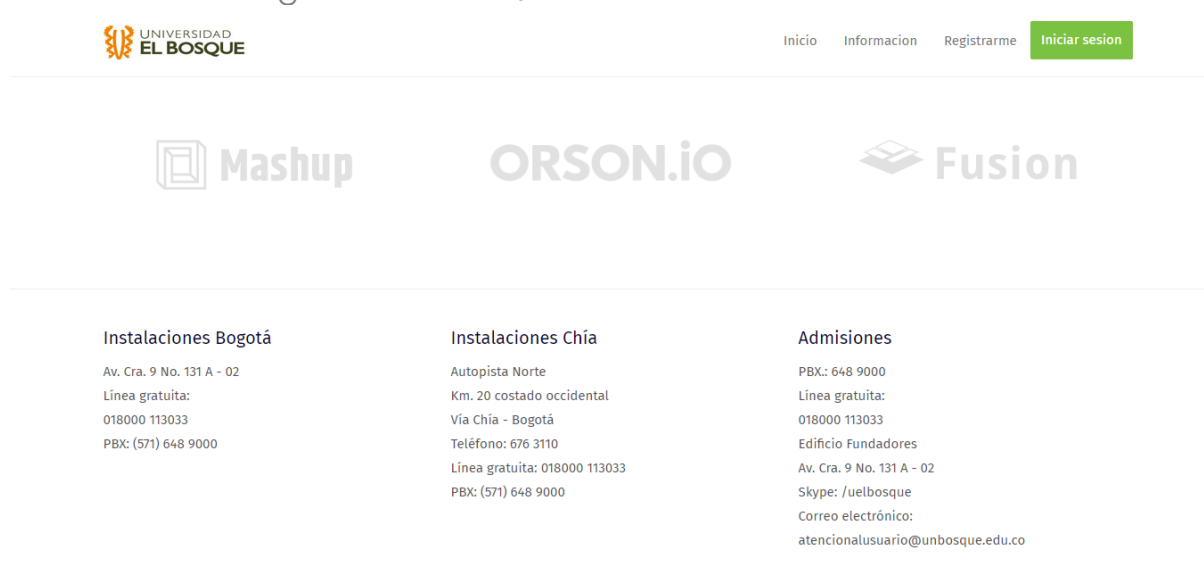 UNIVERSIDAD
EL BOSQUE
Inicio Informacion Registrarme Iniciar sesion
Mashup ORSON.iO Fusion
Instalaciones Bogotá
Av. Cra. 9 No. 131 A - 02
Línea gratuita:
018000 113033
PBX: (571) 648 9000
Instalaciones Chía
Autopista Norte
Km. 20 costado occidental
Vía Chía - Bogotá
Teléfono: 676 3110
Línea gratuita: 018000 113033
PBX: (571) 648 9000
Admisiones
PBX.: 648 9000
Línea gratuita:
018000 113033
Edificio Fundadores
Av. Cra. 9 No. 131 A - 02
Skype: /uelbosque
Correo electrónico:
atencionalusuario@unbosque.edu.co